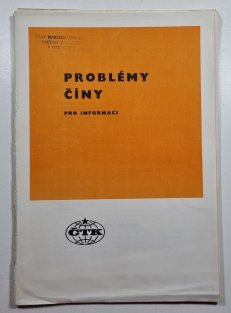 PROBLÉMY
ČÍNY
PRO INFORMACI
ČTK